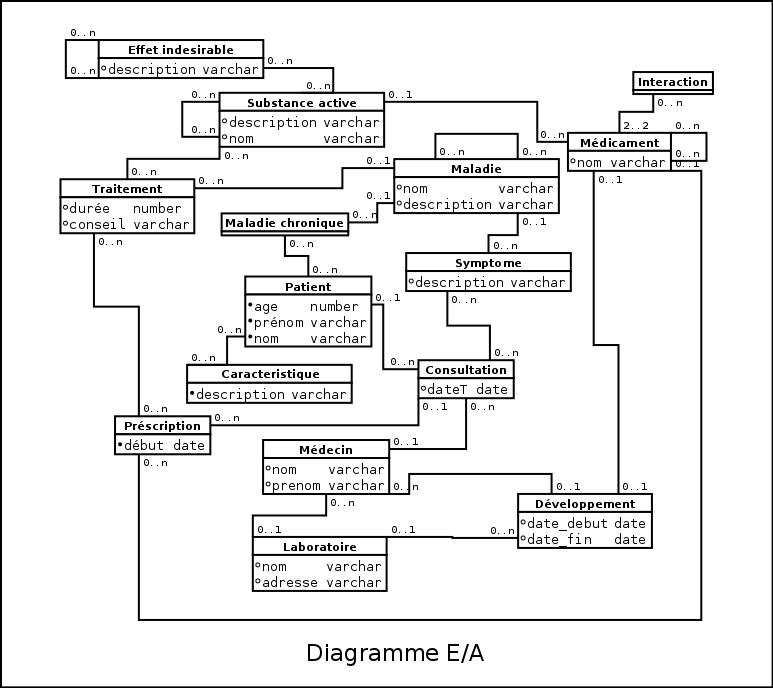 0..n
Effet indesirable
0..n
description varchar
0..n
0..n
Interaction
0..n
0..n
Substance active
0..1
description varchar
nom varchar
0..n
0..n
2..2
0..n
0..n
Médicament
nom varchar
0..n
0..1
0..1
0..n
0..n
Maladie
nom varchar
description varchar
0..1
0..1
0..1
0..n
Traitement
durée number
conseil varchar
0..n
0..n
Maladie chronique
0..n
0..n
0..n
Symptome
description varchar
0..n
0..n
Patient
age number
prénom varchar
nom varchar
0..1
0..n
0..n
Caracteristique
description varchar
0..n
0..n
Consultation
dateT date
0..1
0..n
0..n
Préscription
début date
0..n
0..n
Médecin
nom varchar
prenom varchar
0..1
0..n
0..n
0..1
0..1
Développement
date_debut date
date_fin date
0..n
0..1
0..1
Laboratoire
nom varchar
adresse varchar
Diagramme E/A